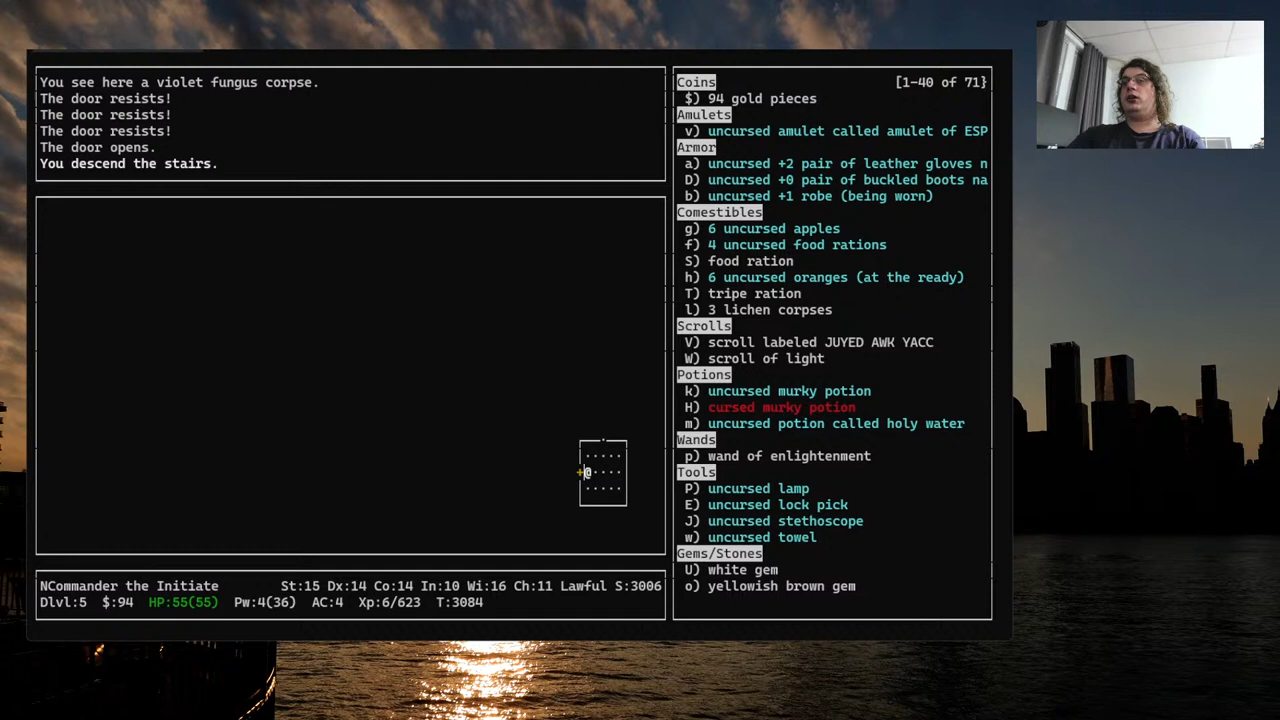 You see here a violet fungus corpse.
The door resists!
The door resists!
The door resists!
The door opens.
You descend the stairs.
Coins [1-40 of 71}
$) 94 gold pieces
Amulets
v) uncursed amulet called amulet of ESP
Armor
a) uncursed +2 pair of leather gloves n
D) uncursed +0 pair of buckled boots na
b) uncursed +1 robe (being worn)
Comestibles
g) 6 uncursed apples
f) 4 uncursed food rations
S) food ration
h) 6 uncursed oranges (at the ready)
T) tripe ration
l) 3 lichen corpses
Scrolls
V) scroll labeled JUYED AWK YACC
W) scroll of light
Potions
k) uncursed murky potion
H) cursed murky potion
m) uncursed potion called holy water
Wands
p) wand of enlightenment
Tools
P) uncursed lamp
E) uncursed lock pick
J) uncursed stethoscope
w) uncursed towel
Gems/Stones
U) white gem
o) yellowish brown gem
.....
+@....
.....
NCommander the Initiate St:15 Dx:14 Co:14 In:10 Wi:16 Ch:11 Lawful S:3006
Dlvl:5 $:94 HP:55(55) Pw:4(36) AC:4 Xp:6/623 T:3084